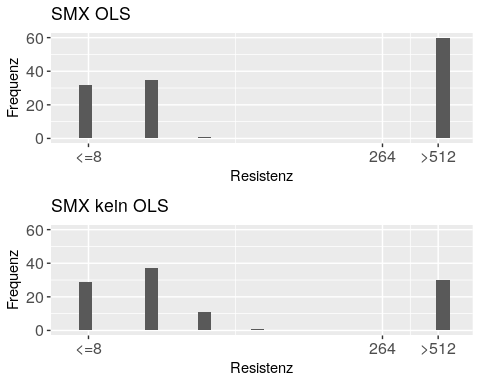 SMX OLS
60
40
20
0
Frequenz
<=8 264 >512
Resistenz
SMX kein OLS
60
40
20
0
Frequenz
<=8 264 >512
Resistenz